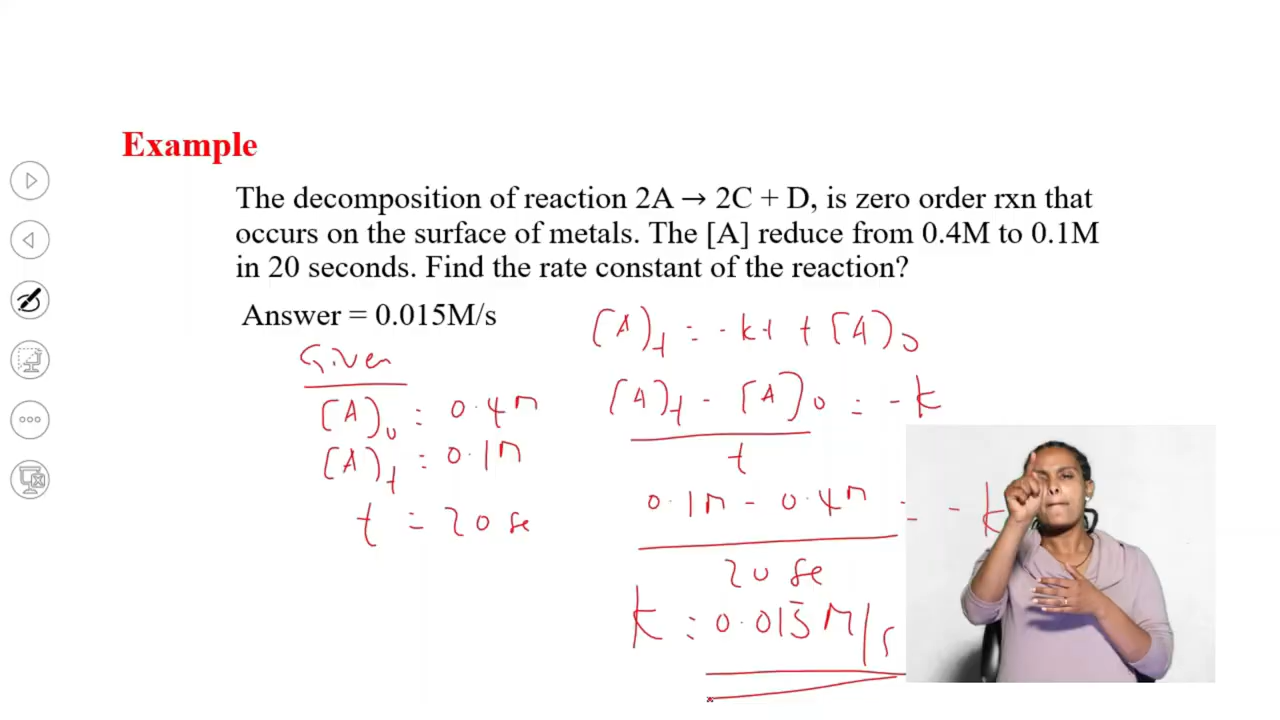 Example
The decomposition of reaction 2A → 2C + D, is zero order rxn that
occurs on the surface of metals. The [A] reduce from 0.4M to 0.1M
in 20 seconds. Find the rate constant of the reaction?
Answer = 0.015M/s
Given
[A]₀ = 0.4M
[A]t = 0.1M
t = 20 se
[A]t = -kt + [A]₀
[A]t - [A]₀ = -k
t
0.1M - 0.4M = -k
20 se
k = 0.015 M/s